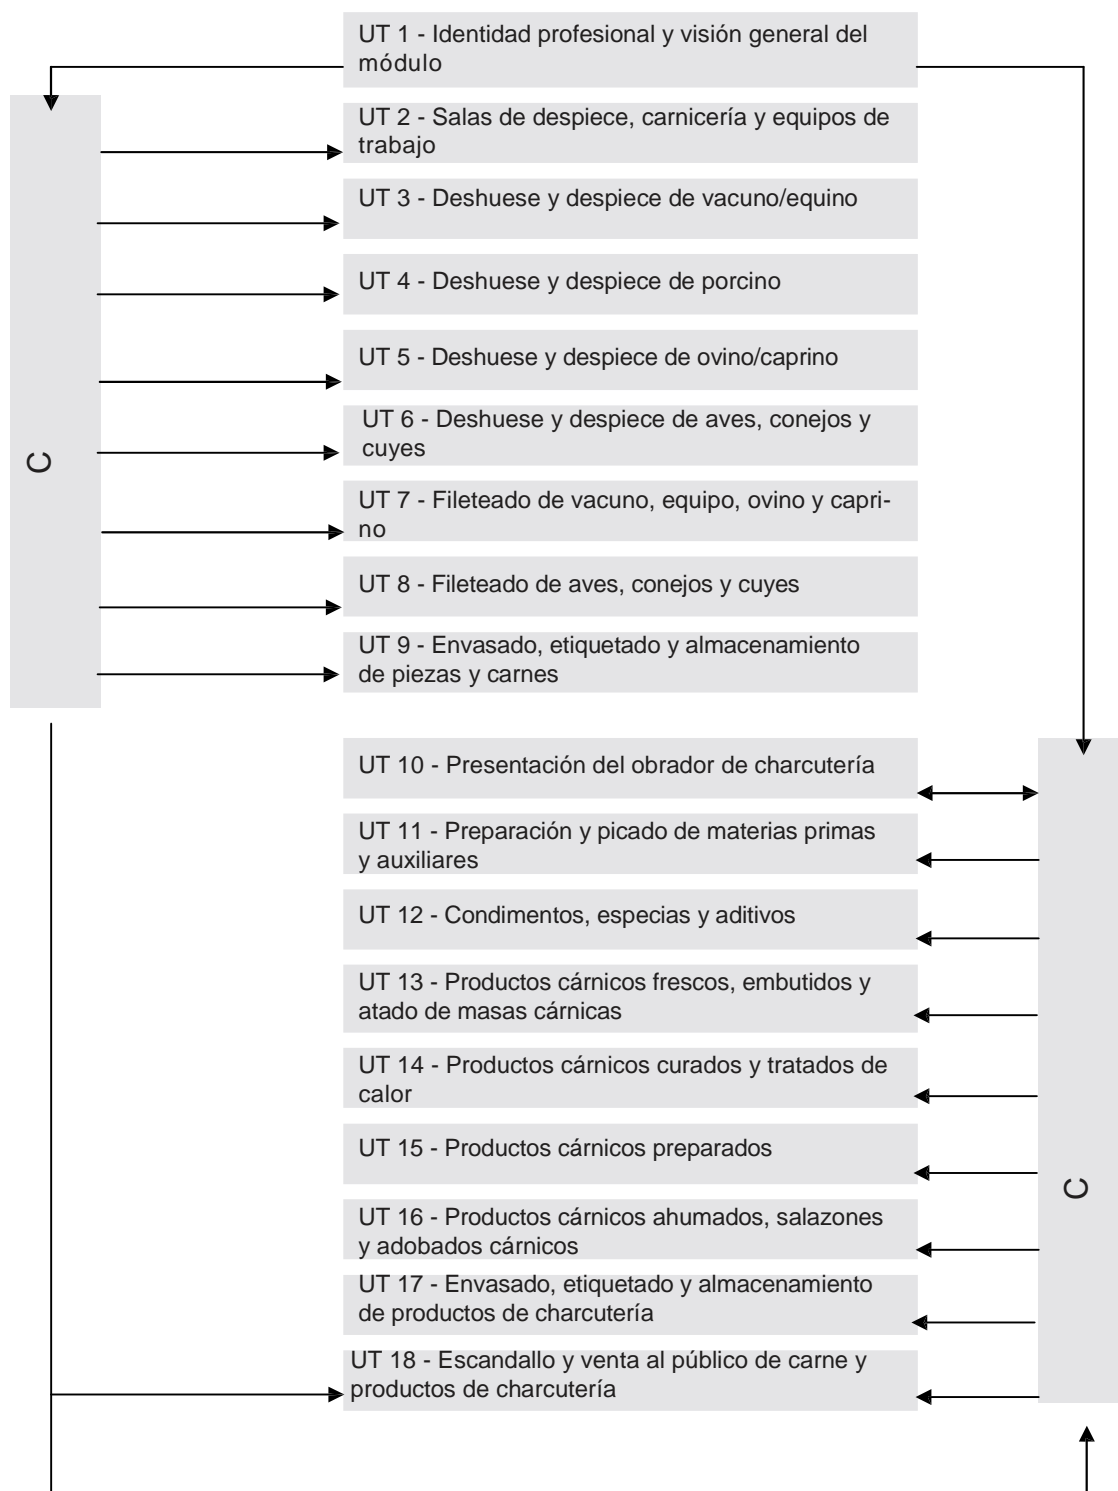 UT 1 - Identidad profesional y visión general del
módulo
UT 2 - Salas de despiece, carnicería y equipos de
trabajo
UT 3 - Deshuese y despiece de vacuno/equino
UT 4 - Deshuese y despiece de porcino
UT 5 - Deshuese y despiece de ovino/caprino
UT 6 - Deshuese y despiece de aves, conejos y
cuyes
C
UT 7 - Fileteado de vacuno, equipo, ovino y capri-
no
UT 8 - Fileteado de aves, conejos y cuyes
UT 9 - Envasado, etiquetado y almacenamiento
de piezas y carnes
UT 10 - Presentación del obrador de charcutería
UT 11 - Preparación y picado de materias primas
y auxiliares
UT 12 - Condimentos, especias y aditivos
UT 13 - Productos cárnicos frescos, embutidos y
atado de masas cárnicas
UT 14 - Productos cárnicos curados y tratados de
calor
UT 15 - Productos cárnicos preparados
C
UT 16 - Productos cárnicos ahumados, salazones
y adobados cárnicos
UT 17 - Envasado, etiquetado y almacenamiento
de productos de charcutería
UT 18 - Escandallo y venta al público de carne y
productos de charcutería